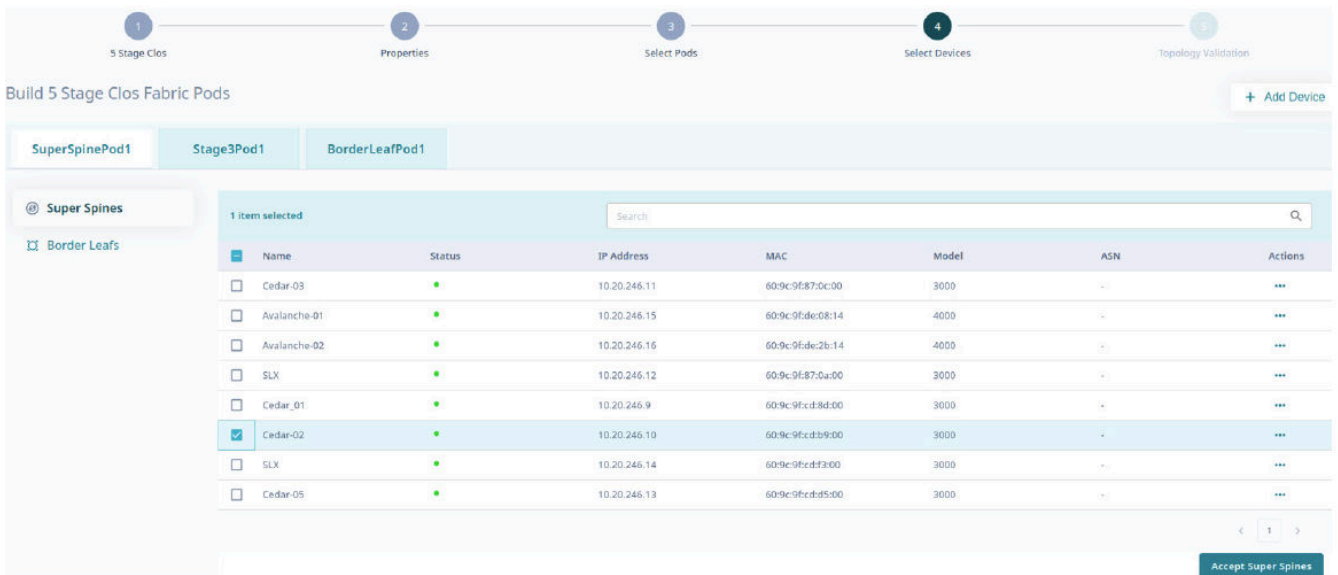 1 2 3 4 5
5 Stage Clos Properties Select Pods Select Devices Topology Validation
Build 5 Stage Clos Fabric Pods
+ Add Device
SuperSpinePod1 Stage3Pod1 BorderLeafPod1
Super Spines
Border Leafs
1 item selected Search
Name Status IP Address MAC Model ASN Actions
Cedar-03 10.20.246.11 60:9c:9f:87:0c:00 3000 - •••
Avalanche-01 10.20.246.15 60:9c:9f:de:08:14 4000 - •••
Avalanche-02 10.20.246.16 60:9c:9f:de:2b:14 4000 - •••
SLX 10.20.246.12 60:9c:9f:87:0a:00 3000 - •••
Cedar_01 10.20.246.9 60:9c:9f:cd:8d:00 3000 - •••
Cedar-02 10.20.246.10 60:9c:9f:cd:b9:00 3000 - •••
SLX 10.20.246.14 60:9c:9f:cd:f3:00 3000 - •••
Cedar-05 10.20.246.13 60:9c:9f:cd:d5:00 3000 - •••
< 1 >
Accept Super Spines